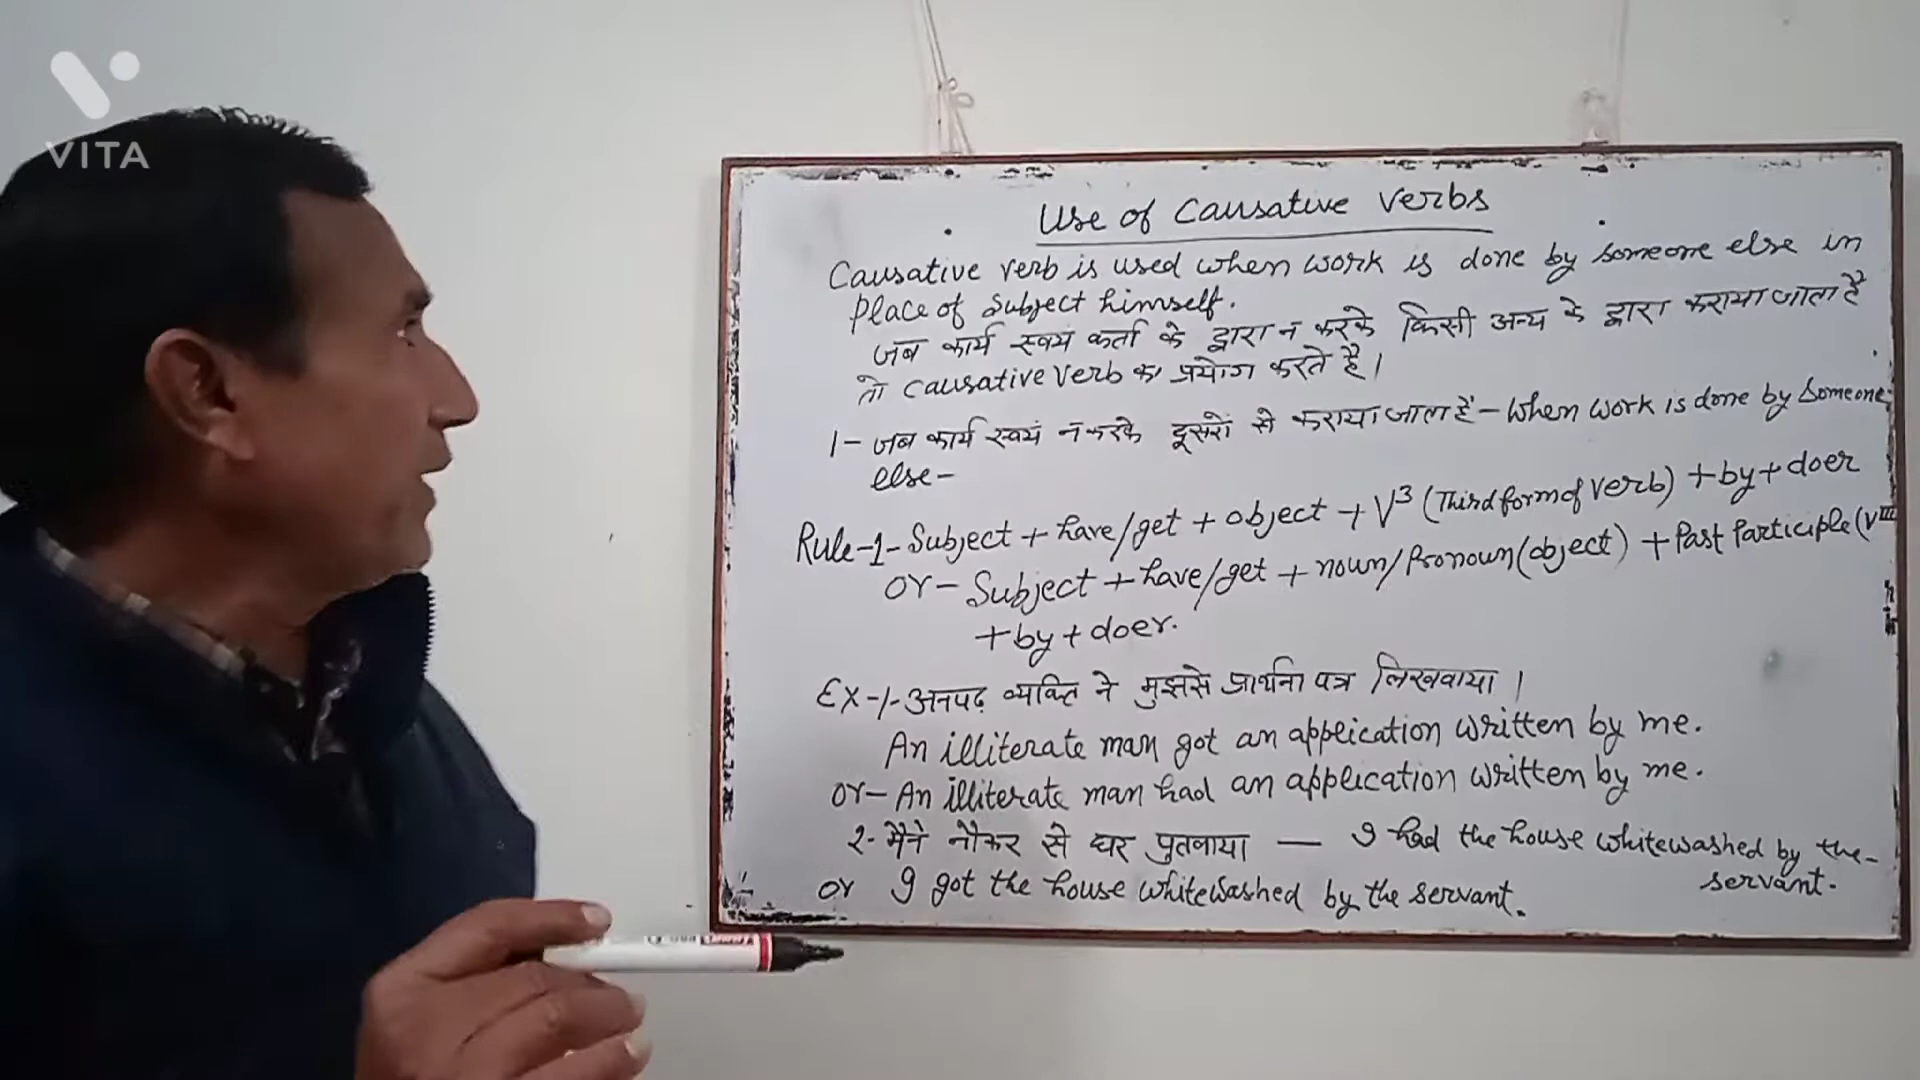 VITA
Use of Causative Verbs
Causative verb is used when work is done by someone else in
place of subject himself.
जब कार्य स्वयं कर्ता के द्वारा न करके किसी अन्य के द्वारा कराया जाता है
तो causative verb का प्रयोग करते हैं।
1- जब कार्य स्वयं न करके दूसरों से कराया जाता है - When work is done by someone
else -
Rule-1- Subject + have/get + object + V3 (Third form of verb) + by + doer
or - Subject + have/get + noun/Pronoun (object) + Past Participle (VIII
+ by + doer.
Ex-1- अनपढ़ व्यक्ति ने मुझसे प्रार्थना पत्र लिखवाया।
An illiterate man got an application written by me.
or - An illiterate man had an application written by me.
2- मैने नौकर से घर पुतवाया — I had the house whitewashed by the-
servant.
or I got the house whitewashed by the servant.